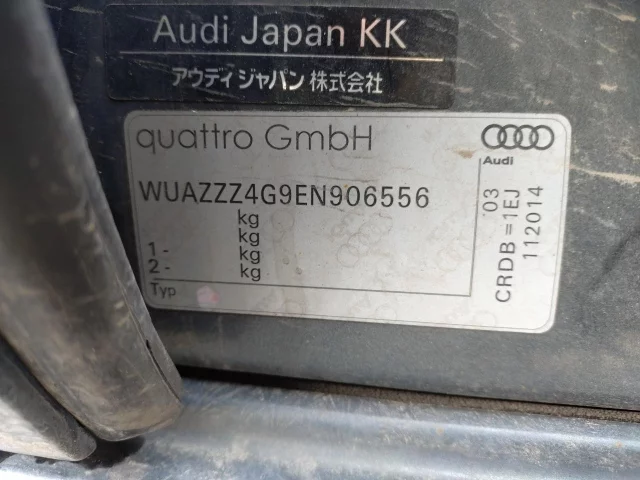 Audi Japan KK
アウディ ジャパン 株式会社
quattro GmbH
Audi
WUAZZZ4G9EN906556
kg
kg
1 - kg
2 - kg
Typ
03
CRDB = 1EJ
112014